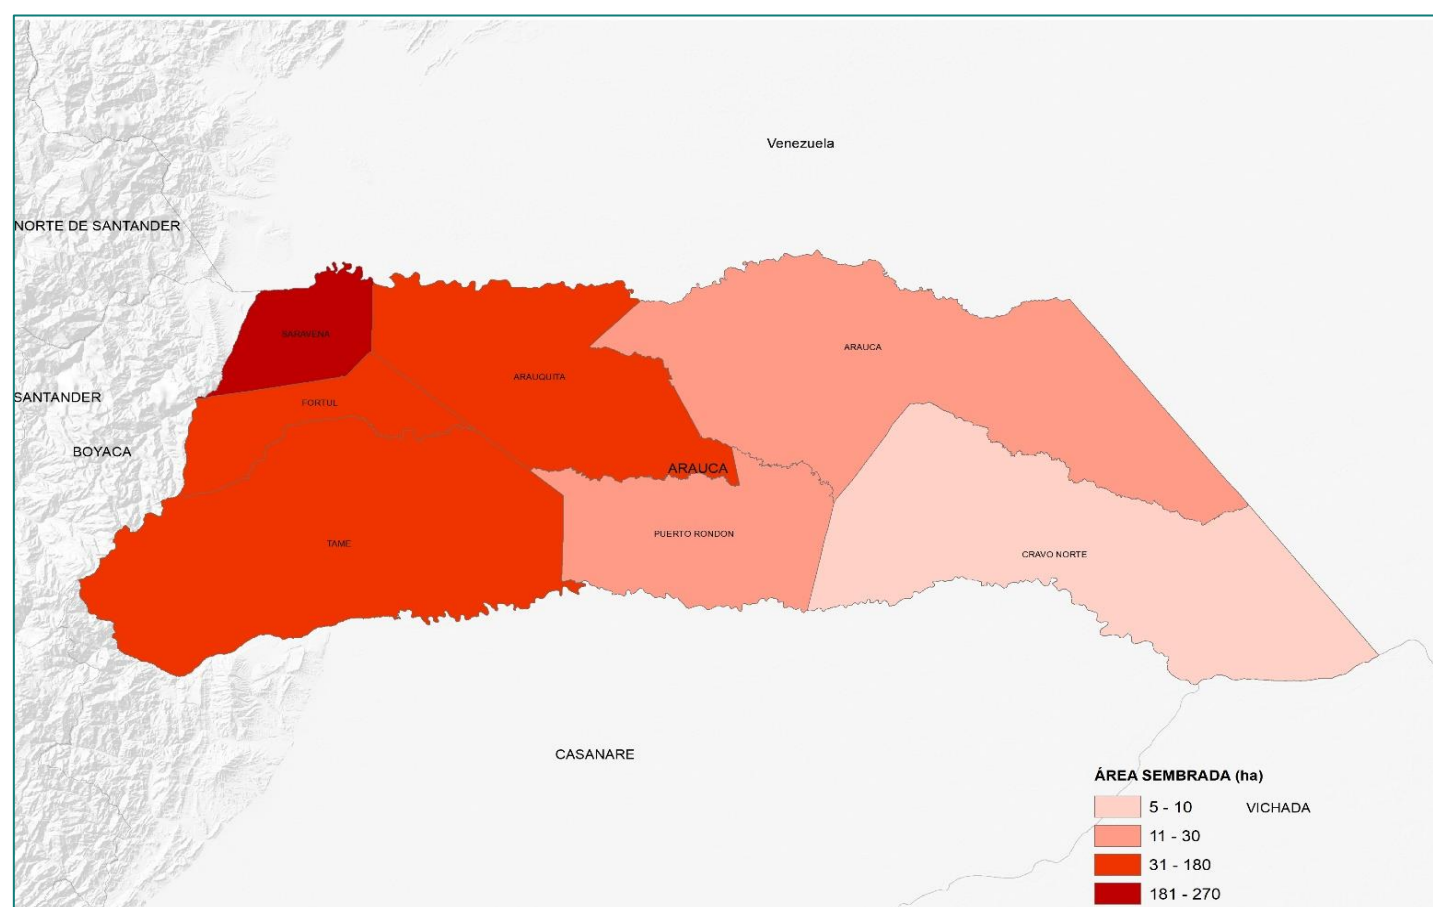 Venezuela
NORTE DE SANTANDER
SARAVENA
ARAUCA
ARAUQUITA
SANTANDER
FORTUL
BOYACA
ARAUCA
PUERTO RONDON
TAME
CRAVO NORTE
CASANARE
ÁREA SEMBRADA (ha)
5 - 10
VICHADA
11 - 30
31 - 180
181 - 270